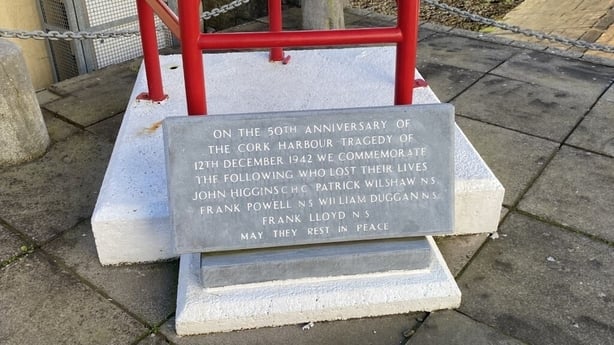 ON THE 50TH ANNIVERSARY OF
THE CORK HARBOUR TRAGEDY OF
12TH DECEMBER 1942 WE COMMEMORATE
THE FOLLOWING WHO LOST THEIR LIVES
JOHN HIGGINS C.H.C. PATRICK WILSHAW N.S.
FRANK POWELL N S WILLIAM DUGGAN N.S.
FRANK LLOYD N S
MAY THEY REST IN PEACE